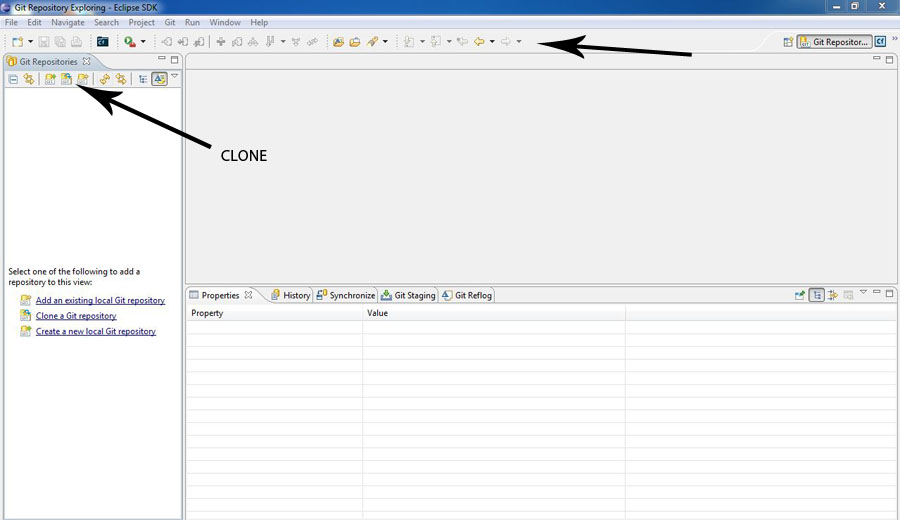 Git Repository Exploring - Eclipse SDK
File Edit Navigate Search Project Git Run Window Help
Git Repositor...
Git Repositories
CLONE
Select one of the following to add a
repository to this view:
Add an existing local Git repository
Clone a Git repository
Create a new local Git repository
Properties History Synchronize Git Staging Git Reflog
Property Value